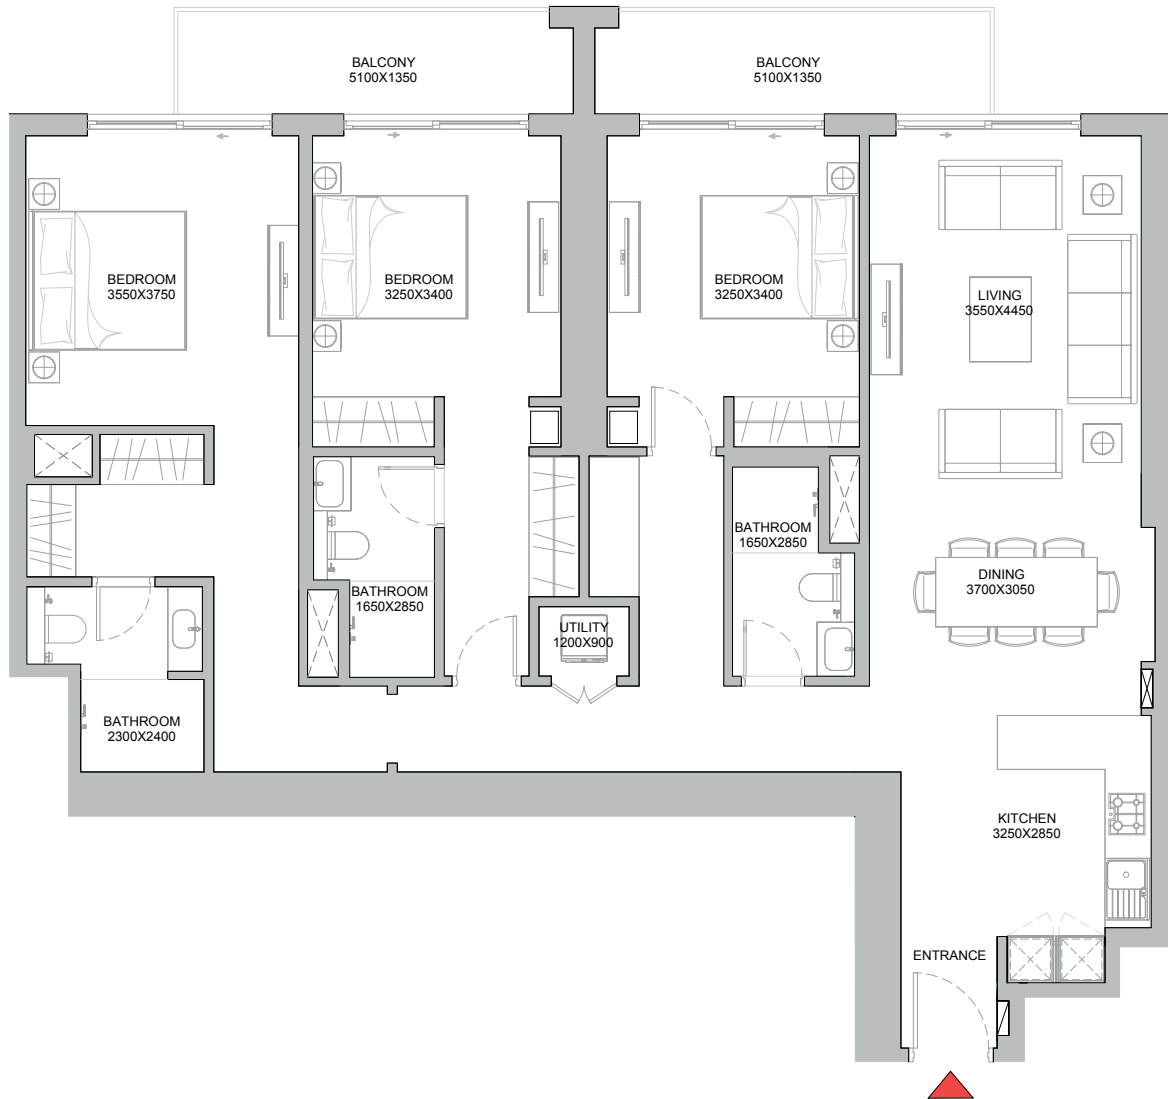 BALCONY
5100X1350
BALCONY
5100X1350
BEDROOM
3550X3750
BEDROOM
3250X3400
BEDROOM
3250X3400
LIVING
3550X4450
BATHROOM
1650X2850
DINING
3700X3050
BATHROOM
1650X2850
UTILITY
1200X900
BATHROOM
2300X2400
KITCHEN
3250X2850
ENTRANCE